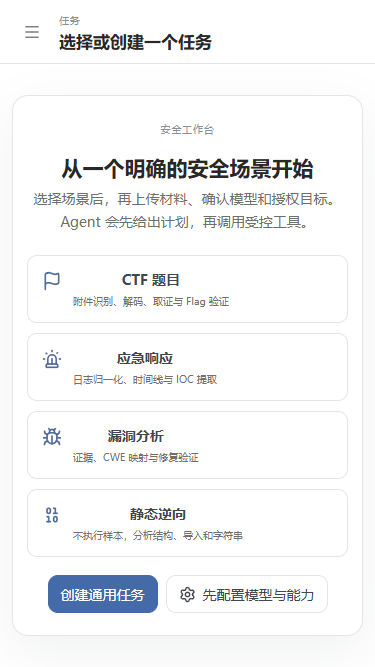 任务
选择或创建一个任务
安全工作台
从一个明确的安全场景开始
选择场景后，再上传材料、确认模型和授权目标。
Agent 会先给出计划，再调用受控工具。
CTF 题目
附件识别、解码、取证与 Flag 验证
应急响应
日志归一化、时间线与 IOC 提取
漏洞分析
证据、CWE 映射与修复验证
静态逆向
不执行样本，分析结构、导入和字符串
创建通用任务
先配置模型与能力